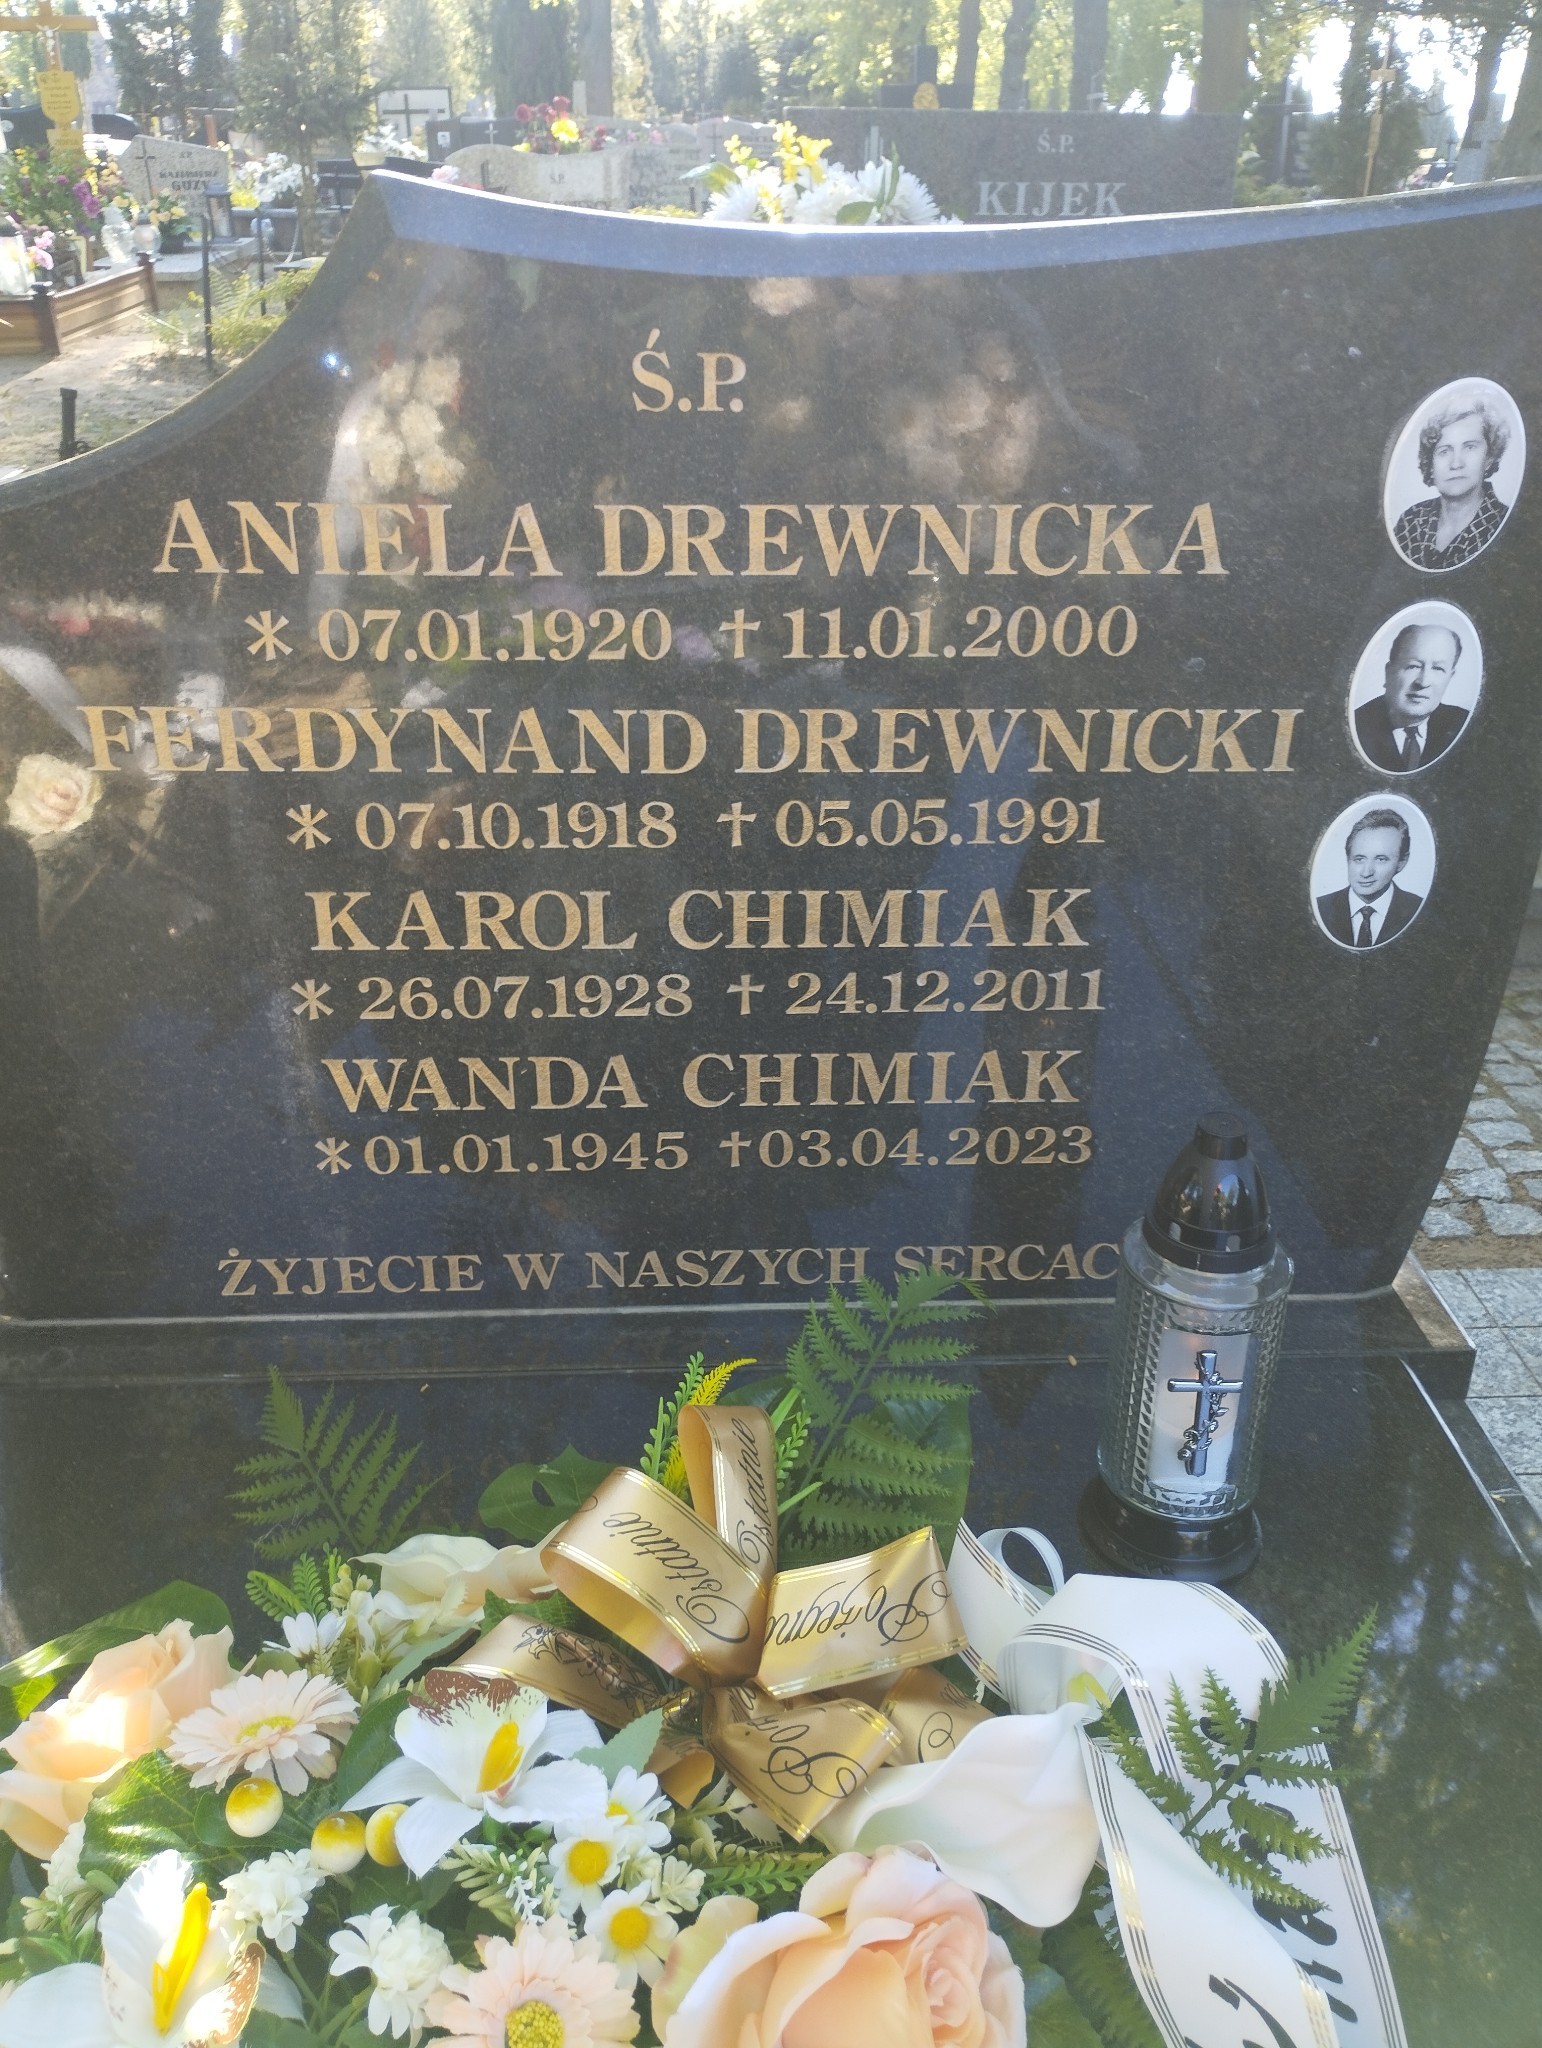 Ś.P.
KIJEK
GUZY
Ś.P.
ANIELA DREWNICKA
* 07.01.1920 † 11.01.2000
FERDYNAND DREWNICKI
* 07.10.1918 † 05.05.1991
KAROL CHIMIAK
* 26.07.1928 † 24.12.2011
WANDA CHIMIAK
* 01.01.1945 † 03.04.2023
ŻYJECIE W NASZYCH SERCAC
Ostatnie
Ostatnie
Pożegna